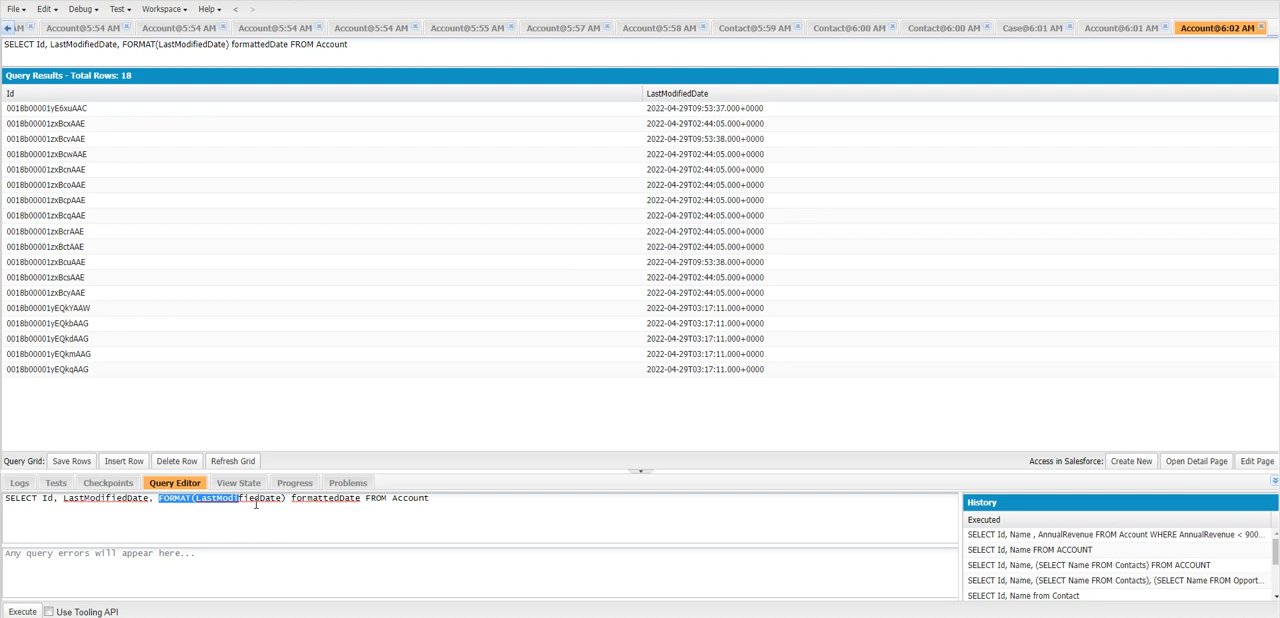 File Edit Debug Test Workspace Help < >
AM Account@5:54 AM Account@5:54 AM Account@5:54 AM Account@5:54 AM Account@5:55 AM Account@5:57 AM Account@5:58 AM Contact@5:59 AM Contact@6:00 AM Contact@6:00 AM Case@6:01 AM Account@6:01 AM Account@6:02 AM
SELECT Id, LastModifiedDate, FORMAT(LastModifiedDate) formattedDate FROM Account
Query Results - Total Rows: 18
Id LastModifiedDate
0018b00001yE6xuAAC 2022-04-29T09:53:37.000+0000
0018b00001zxBcxAAE 2022-04-29T02:44:05.000+0000
0018b00001zxBcvAAE 2022-04-29T09:53:38.000+0000
0018b00001zxBcwAAE 2022-04-29T02:44:05.000+0000
0018b00001zxBcnAAE 2022-04-29T02:44:05.000+0000
0018b00001zxBcoAAE 2022-04-29T02:44:05.000+0000
0018b00001zxBcpAAE 2022-04-29T02:44:05.000+0000
0018b00001zxBcqAAE 2022-04-29T02:44:05.000+0000
0018b00001zxBcrAAE 2022-04-29T02:44:05.000+0000
0018b00001zxBctAAE 2022-04-29T02:44:05.000+0000
0018b00001zxBcuAAE 2022-04-29T09:53:38.000+0000
0018b00001zxBcsAAE 2022-04-29T02:44:05.000+0000
0018b00001zxBcyAAE 2022-04-29T02:44:05.000+0000
0018b00001yEQkYAAW 2022-04-29T03:17:11.000+0000
0018b00001yEQkbAAG 2022-04-29T03:17:11.000+0000
0018b00001yEQkdAAG 2022-04-29T03:17:11.000+0000
0018b00001yEQkmAAG 2022-04-29T03:17:11.000+0000
0018b00001yEQkqAAG 2022-04-29T03:17:11.000+0000
Query Grid: Save Rows Insert Row Delete Row Refresh Grid Access in Salesforce: Create New Open Detail Page Edit Page
Logs Tests Checkpoints Query Editor View State Progress Problems
SELECT Id, LastModifiedDate, FORMAT(LastModifiedDate) formattedDate FROM Account
Any query errors will appear here...
History
Executed
SELECT Id, Name , AnnualRevenue FROM Account WHERE AnnualRevenue < 900...
SELECT Id, Name FROM ACCOUNT
SELECT Id, Name, (SELECT Name FROM Contacts) FROM ACCOUNT
SELECT Id, Name, (SELECT Name FROM Contacts), (SELECT Name FROM Opport...
SELECT Id, Name from Contact
Execute Use Tooling API